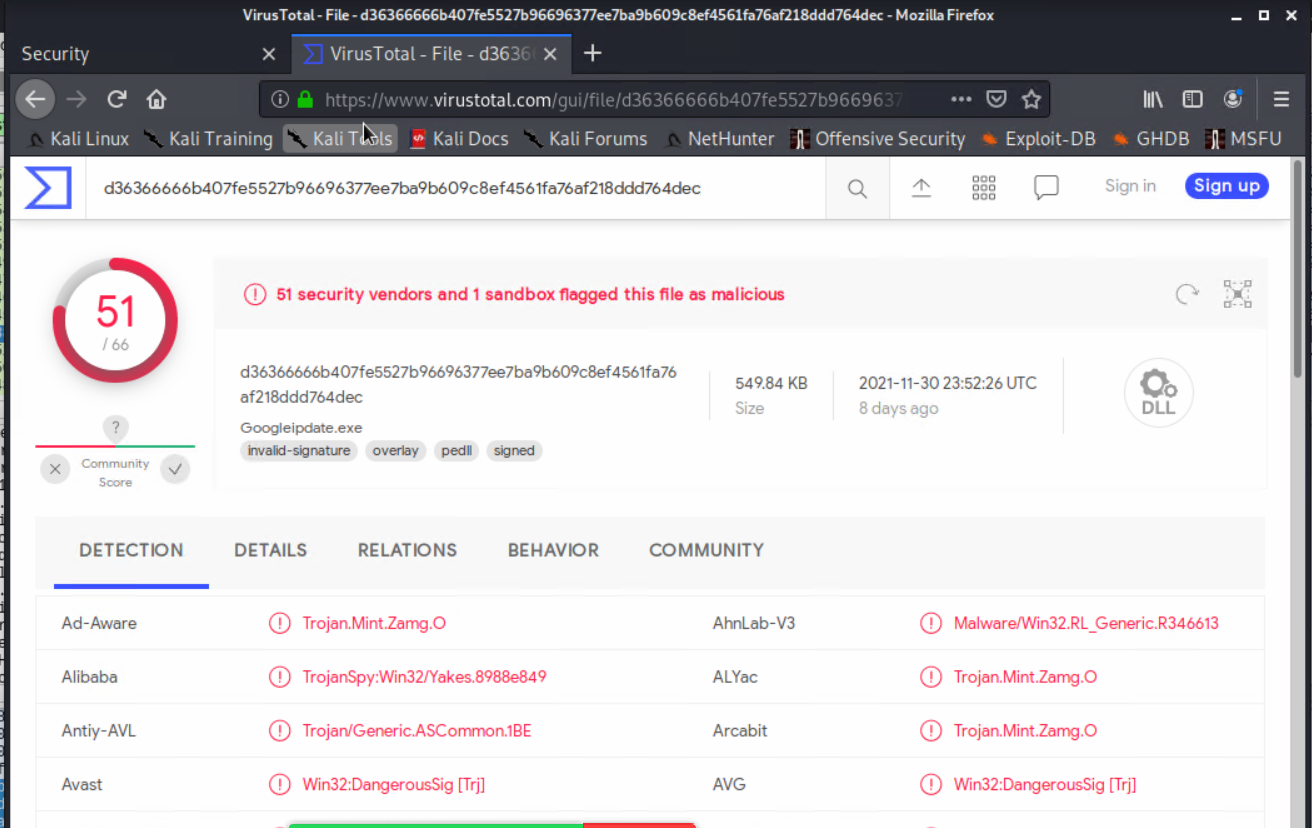 VirusTotal - File - d36366666b407fe5527b96696377ee7ba9b609c8ef4561fa76af218ddd764dec - Mozilla Firefox
Security
VirusTotal - File - d3636
https://www.virustotal.com/gui/file/d36366666b407fe5527b96696377
Kali Linux Kali Training Kali Tools Kali Docs Kali Forums NetHunter Offensive Security Exploit-DB GHDB MSFU
d36366666b407fe5527b96696377ee7ba9b609c8ef4561fa76af218ddd764dec
Sign in Sign up
51
/ 66
51 security vendors and 1 sandbox flagged this file as malicious
d36366666b407fe5527b96696377ee7ba9b609c8ef4561fa76
af218ddd764dec
Googleipdate.exe
invalid-signature overlay pedll signed
549.84 KB
Size
2021-11-30 23:52:26 UTC
8 days ago
DLL
?
Community
Score
DETECTION DETAILS RELATIONS BEHAVIOR COMMUNITY
Ad-Aware Trojan.Mint.Zamg.O AhnLab-V3 Malware/Win32.RL_Generic.R346613
Alibaba TrojanSpy:Win32/Yakes.8988e849 ALYac Trojan.Mint.Zamg.O
Antiy-AVL Trojan/Generic.ASCommon.1BE Arcabit Trojan.Mint.Zamg.O
Avast Win32:DangerousSig [Trj] AVG Win32:DangerousSig [Trj]